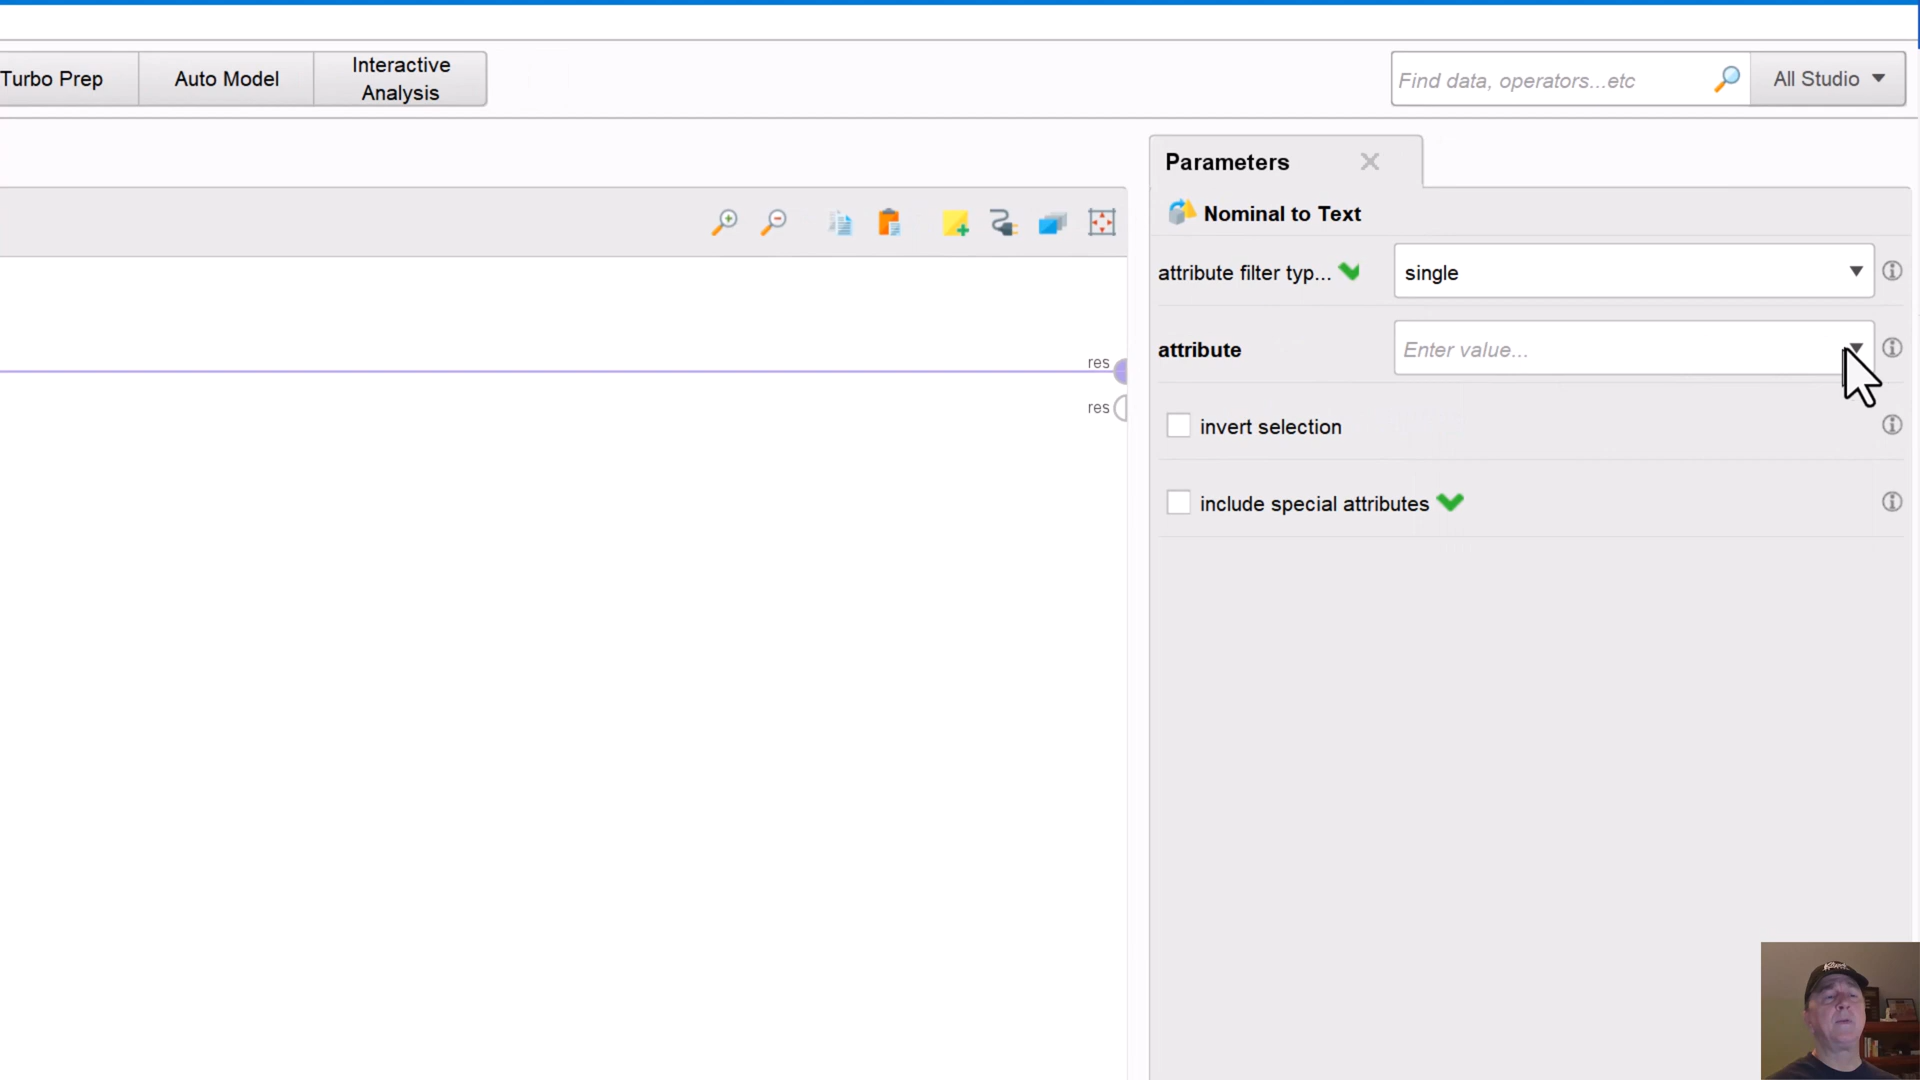 Turbo Prep
Auto Model
Interactive
Analysis
Find data, operators...etc
All Studio
Parameters
Nominal to Text
attribute filter typ...
single
res
attribute
Enter value...
res
invert selection
include special attributes